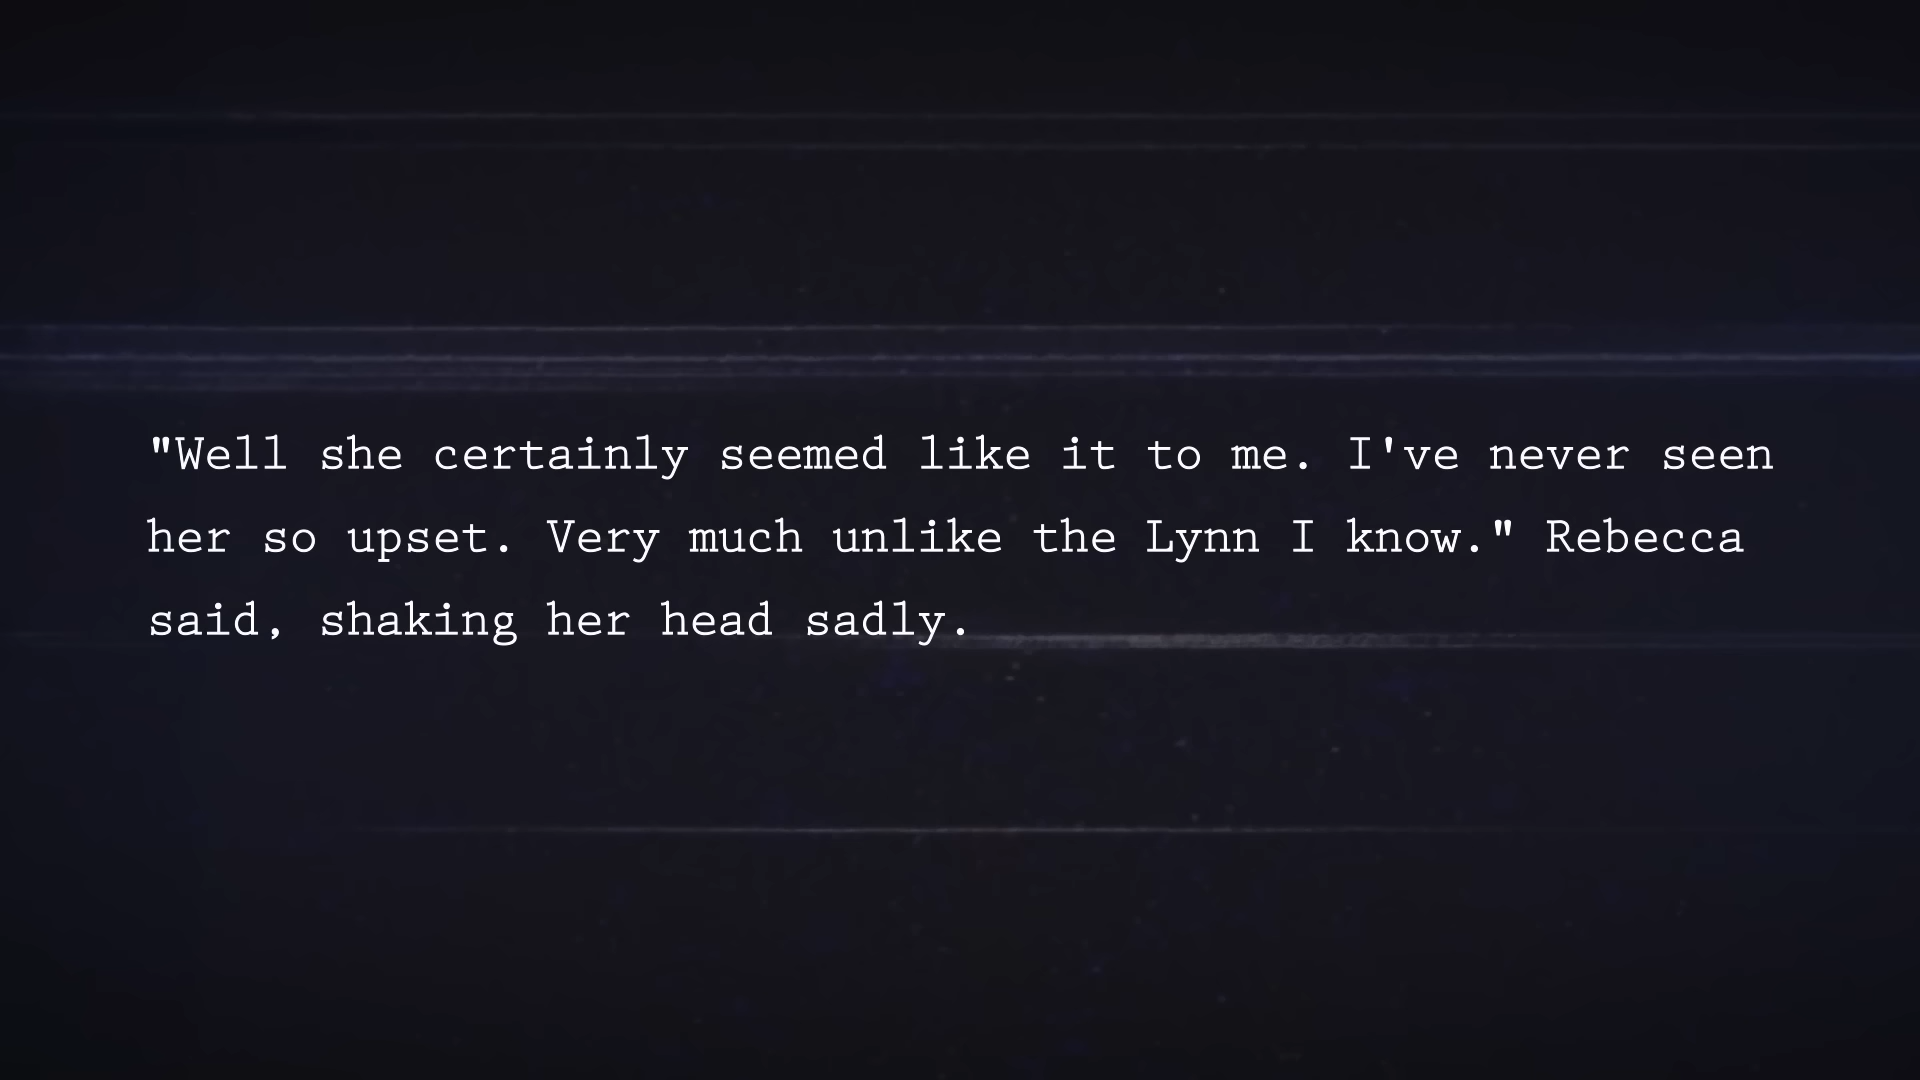 "Well she certainly seemed like it to me. I've never seen
her so upset. Very much unlike the Lynn I know." Rebecca
said, shaking her head sadly.